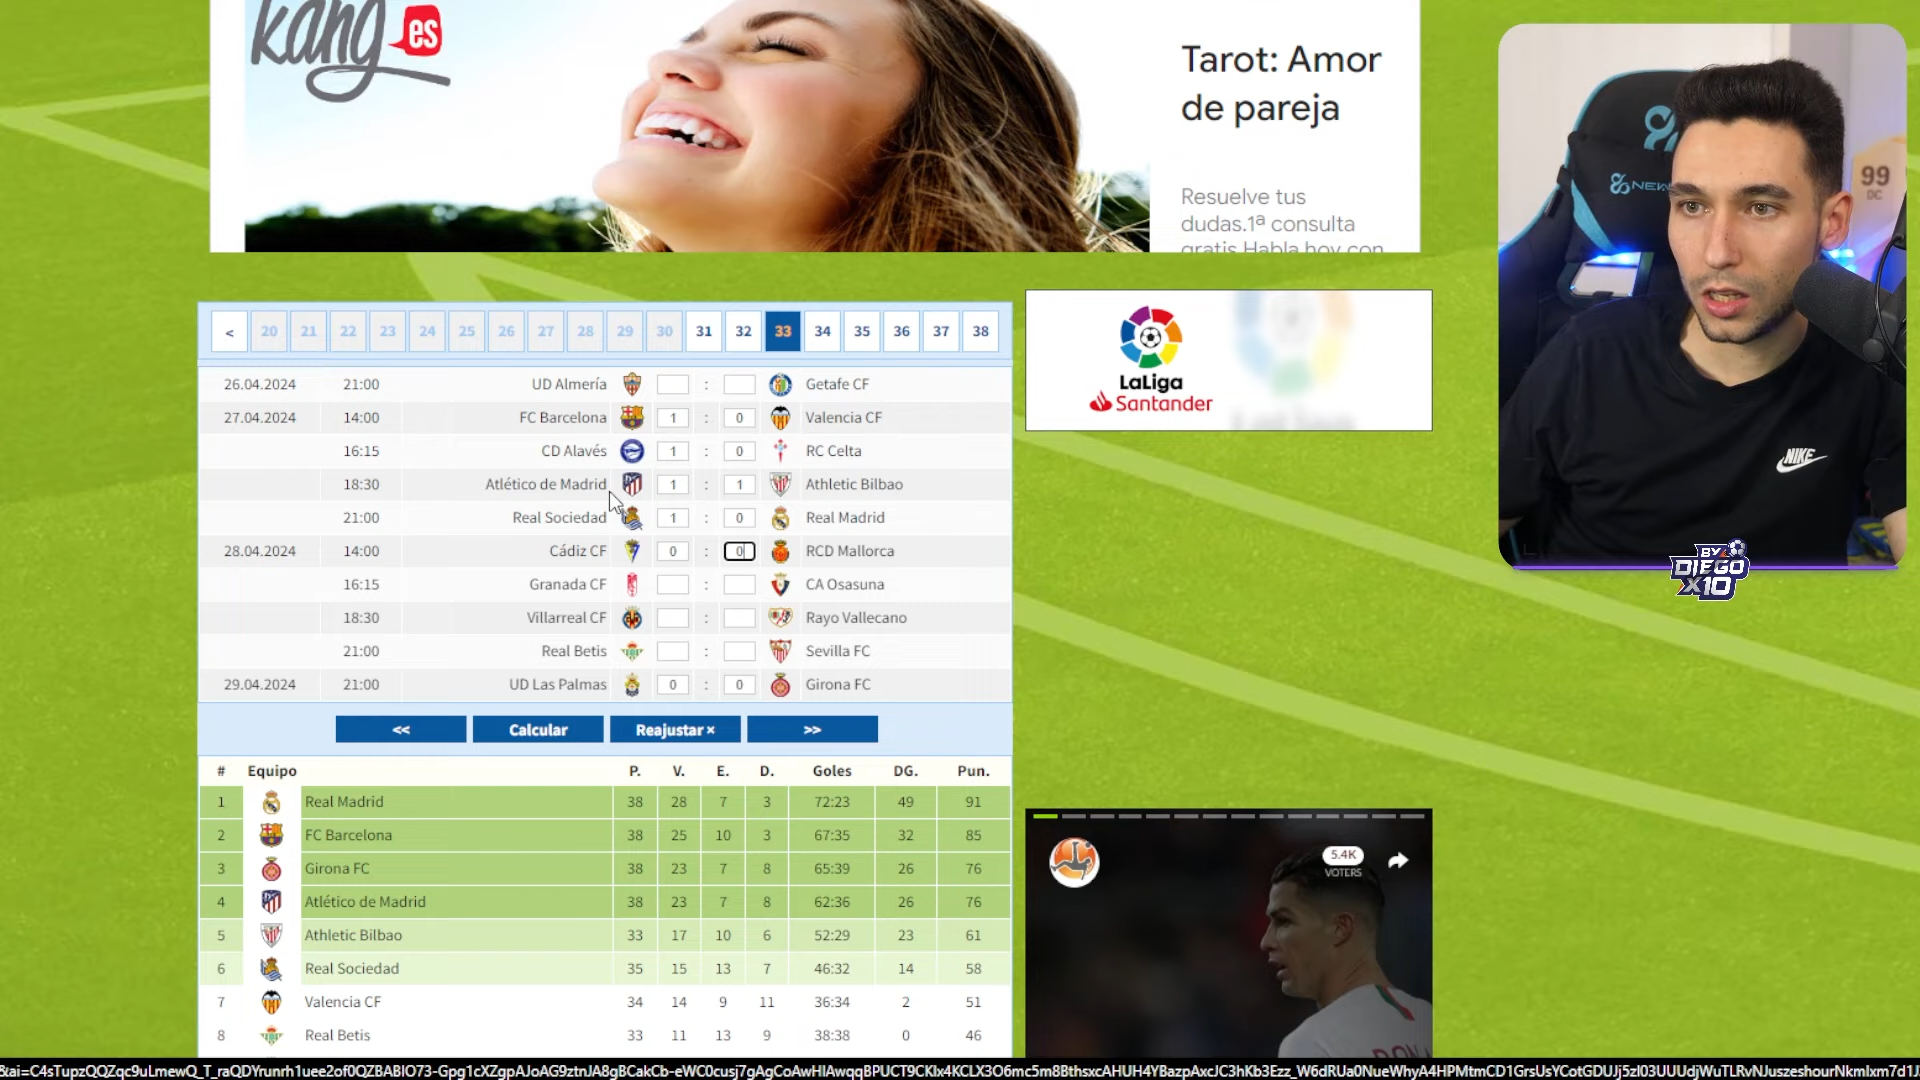 kang .es
Tarot: Amor
de pareja
Resuelve tus
dudas.1ª consulta
gratis.Habla hoy con
99
DC
NIKE
BY
DIEGO
X10
LaLiga
Santander
< 20 21 22 23 24 25 26 27 28 29 30 31 32 33 34 35 36 37 38
26.04.2024 21:00 UD Almería : Getafe CF
27.04.2024 14:00 FC Barcelona 1 : 0 Valencia CF
16:15 CD Alavés 1 : 0 RC Celta
18:30 Atlético de Madrid 1 : 1 Athletic Bilbao
21:00 Real Sociedad 1 : 0 Real Madrid
28.04.2024 14:00 Cádiz CF 0 : 0 RCD Mallorca
16:15 Granada CF : CA Osasuna
18:30 Villarreal CF : Rayo Vallecano
21:00 Real Betis : Sevilla FC
29.04.2024 21:00 UD Las Palmas 0 : 0 Girona FC
<< Calcular Reajustar × >>
# Equipo P. V. E. D. Goles DG. Pun.
1 Real Madrid 38 28 7 3 72:23 49 91
2 FC Barcelona 38 25 10 3 67:35 32 85
3 Girona FC 38 23 7 8 65:39 26 76
4 Atlético de Madrid 38 23 7 8 62:36 26 76
5 Athletic Bilbao 33 17 10 6 52:29 23 61
6 Real Sociedad 35 15 13 7 46:32 14 58
7 Valencia CF 34 14 9 11 36:34 2 51
8 Real Betis 33 11 13 9 38:38 0 46
5.4K
VOTERS